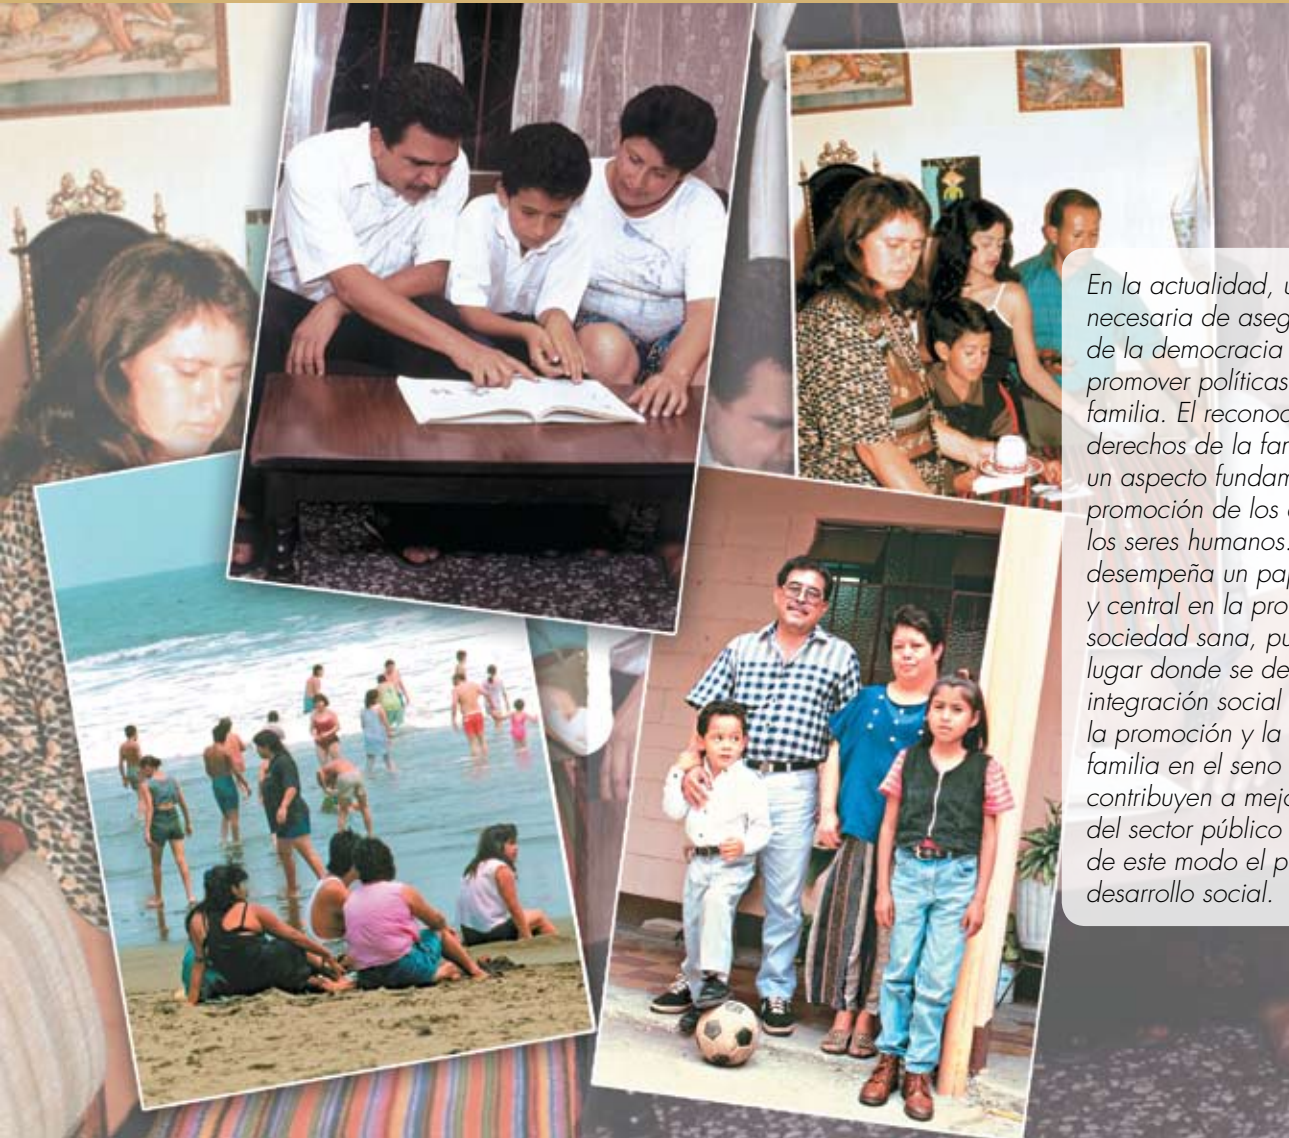 En la actualidad, u
necesaria de aseg
de la democracia
promover políticas
familia. El reconoc
derechos de la far
un aspecto fundam
promoción de los
los seres humanos.
desempeña un pap
y central en la pro
sociedad sana, pu
lugar donde se de
integración social
la promoción y la
familia en el seno
contribuyen a mejo
del sector público
de este modo el p
desarrollo social.